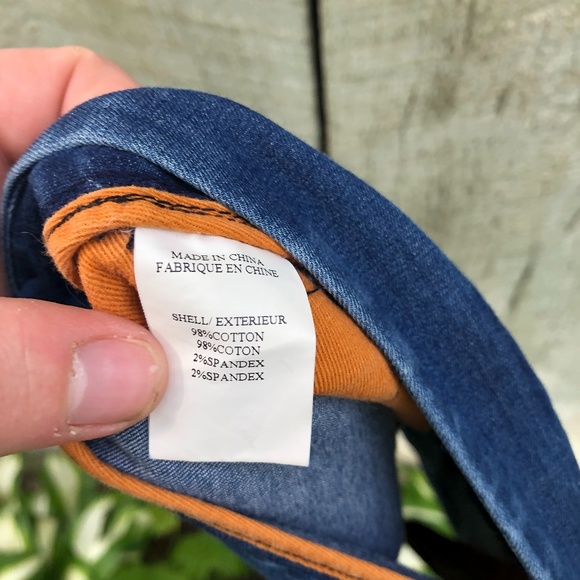 MADE IN CHINA
FABRIQUE EN CHINE
SHELL/ EXTERIEUR
98%COTTON
98%COTON
2%SPANDEX
2%SPANDEX